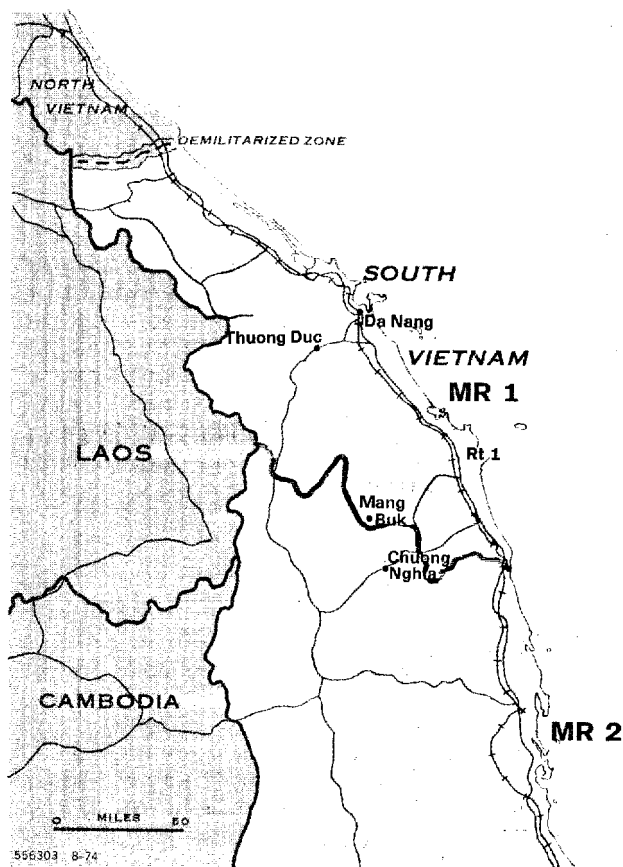 NORTH
VIETNAM
DEMILITARIZED ZONE
SOUTH
Da Nang
Thuong Duc
VIETNAM
MR 1
LAOS
Rt 1
Mang
Buk
Chuong
Nghia
CAMBODIA
MR 2
0 MILES 50
556303 8-74